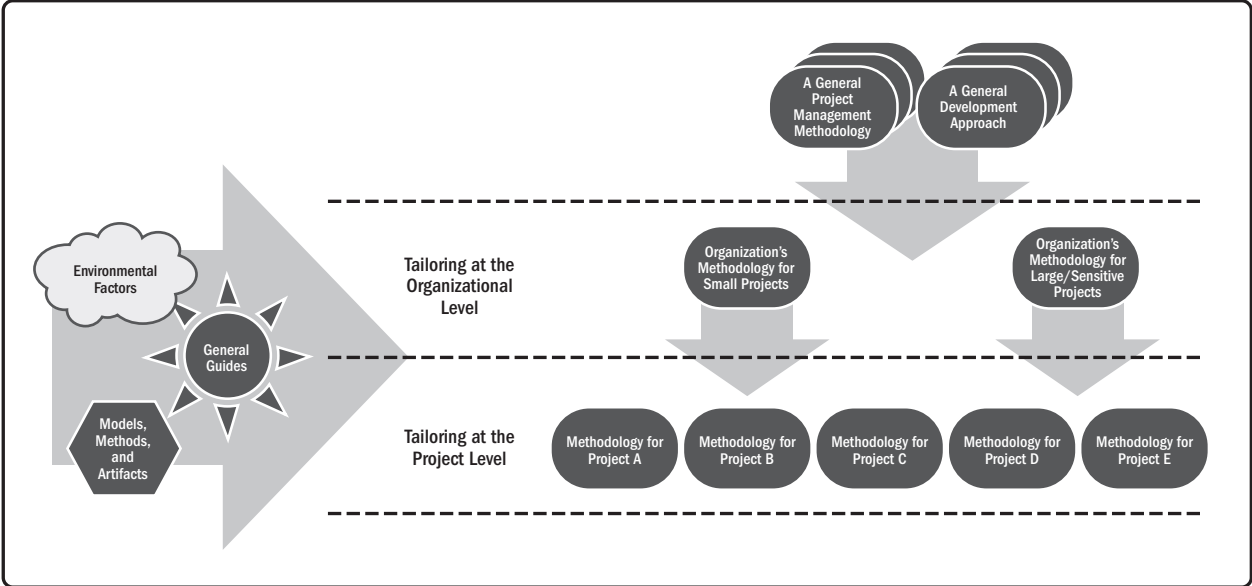 A General
Project
Management
Methodology
A General
Development
Approach
Environmental
Factors
General
Guides
Models,
Methods,
and
Artifacts
Tailoring at the
Organizational
Level
Organization’s
Methodology for
Small Projects
Organization’s
Methodology for
Large/Sensitive
Projects
Tailoring at the
Project Level
Methodology for
Project A
Methodology for
Project B
Methodology for
Project C
Methodology for
Project D
Methodology for
Project E